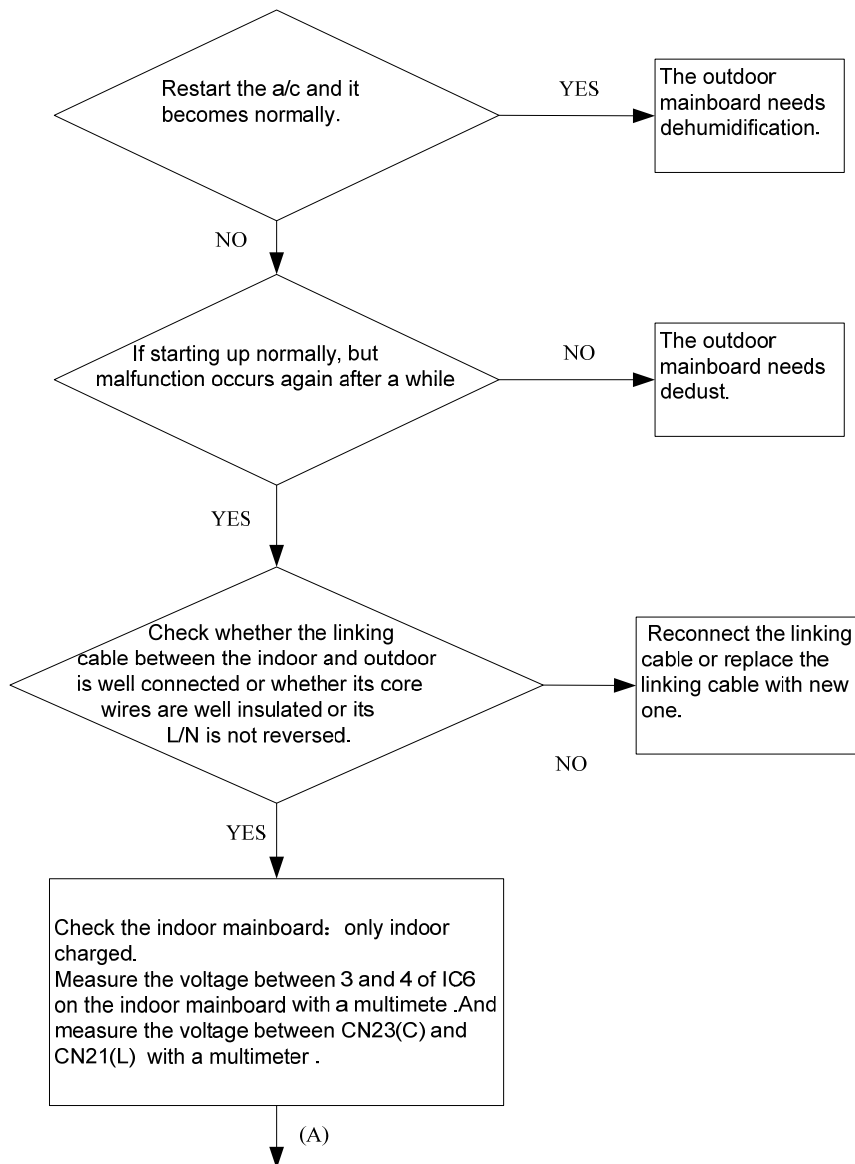 Restart the a/c and it
becomes normally.
YES
The outdoor
mainboard needs
dehumidification.
NO
If starting up normally, but
malfunction occurs again after a while
NO
The outdoor
mainboard needs
dedust.
YES
Check whether the linking
cable between the indoor and outdoor
is well connected or whether its core
wires are well insulated or its
L/N is not reversed.
NO
Reconnect the linking
cable or replace the
linking cable with new
one.
YES
Check the indoor mainboard：only indoor
charged.
Measure the voltage between 3 and 4 of IC6
on the indoor mainboard with a multimete .And
measure the voltage between CN23(C) and
CN21(L) with a multimeter .
(A)